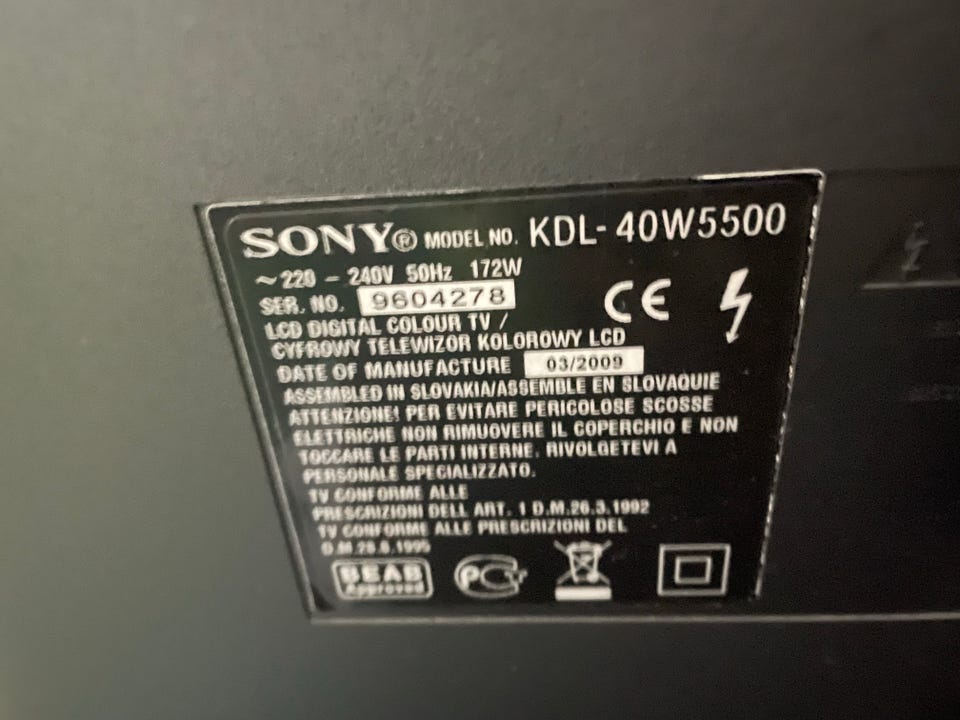 SONY® MODEL NO. KDL-40W5500
~220 - 240V 50Hz 172W
SER. NO. 9604278
CE
LCD DIGITAL COLOUR TV /
CYFROWY TELEWIZOR KOLOROWY LCD
DATE OF MANUFACTURE 03/2009
ASSEMBLED IN SLOVAKIA/ASSEMBLE EN SLOVAQUIE
ATTENZIONE! PER EVITARE PERICOLOSE SCOSSE
ELETTRICHE NON RIMUOVERE IL COPERCHIO E NON
TOCCARE LE PARTI INTERNE. RIVOLGETEVI A
PERSONALE SPECIALIZZATO.
TV CONFORME ALLE
PRESCRIZIONI DELL ART. 1 D.M.26.3.1992
TV CONFORME ALLE PRESCRIZIONI DEL
D.M.26.8.1995
BEAB
Approved